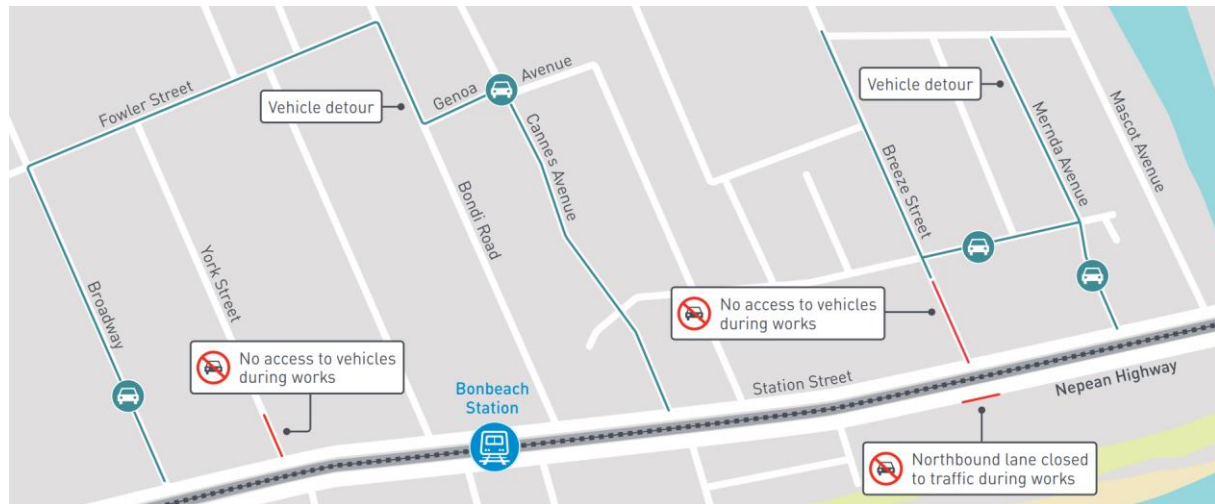 Fowler Street
Vehicle detour
Genoa Avenue
Cannes Avenue
Vehicle detour
Breeze Street
Mernda Avenue
Mascot Avenue
Broadway
York Street
Bondi Road
No access to vehicles
during works
No access to vehicles
during works
Bonbeach
Station
Station Street
Nepean Highway
Northbound lane closed
to traffic during works